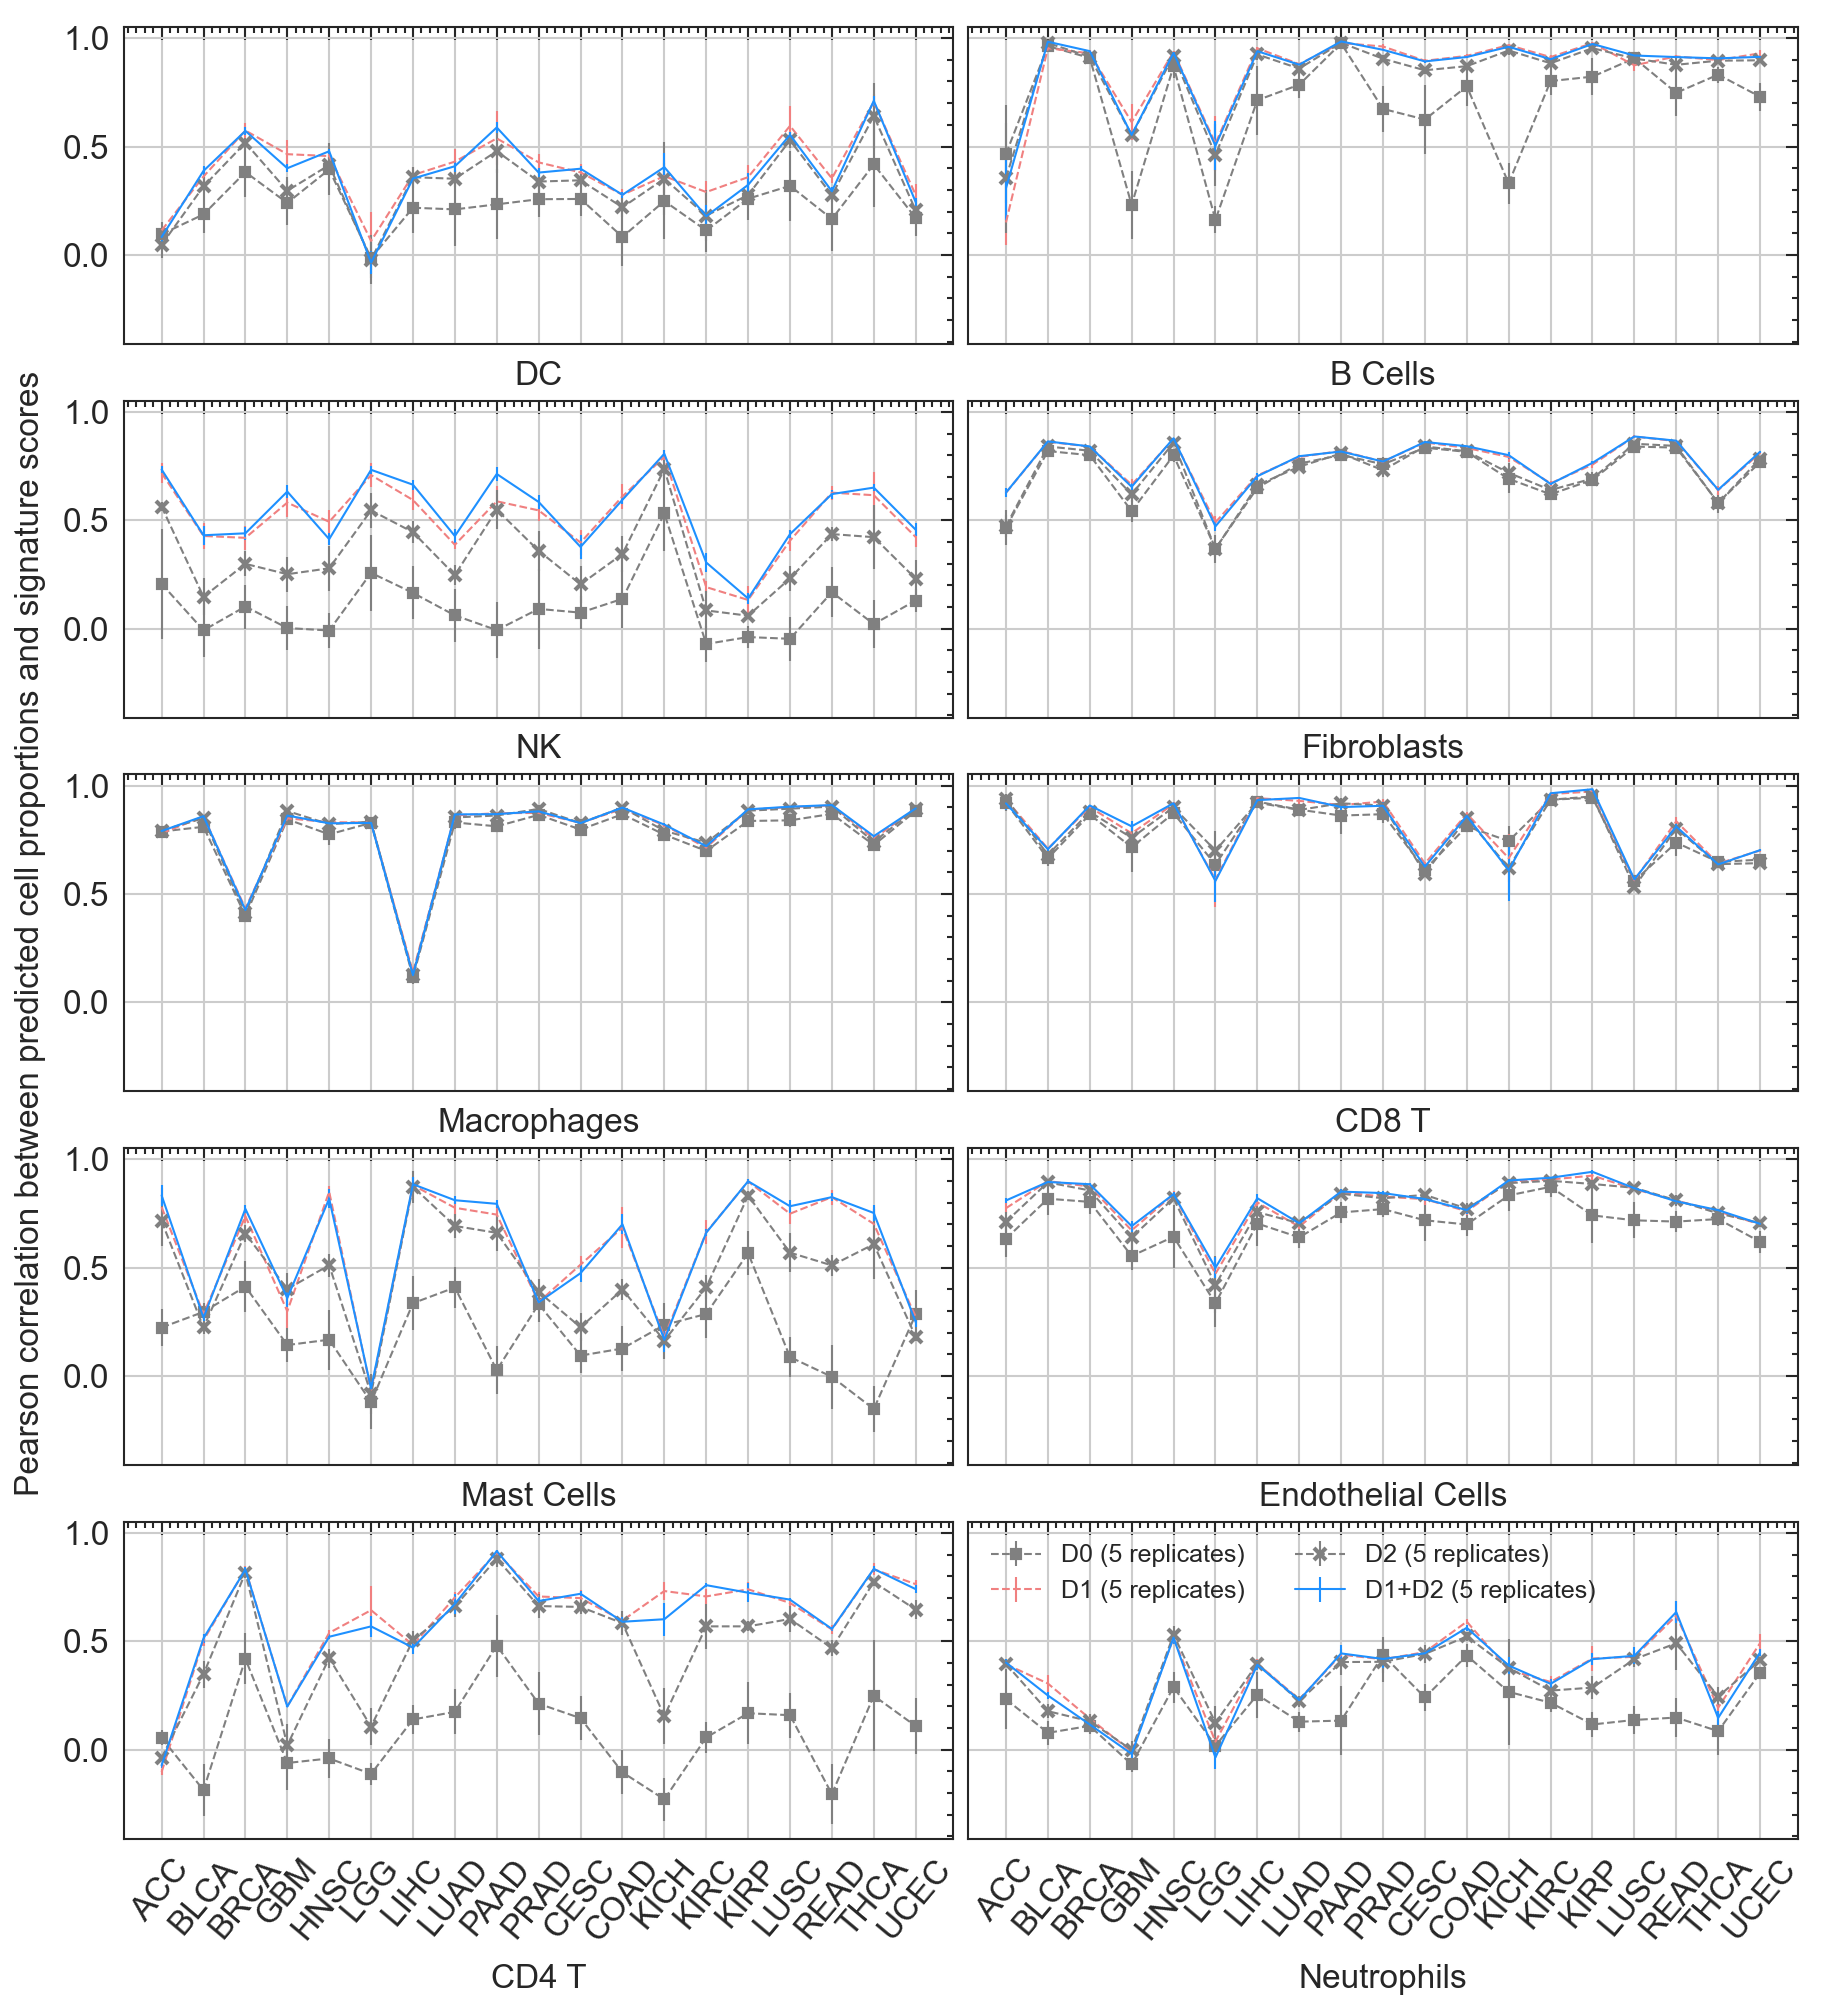 Pearson correlation between predicted cell proportions and signature scores
1.0
0.5
0.0
DC
B Cells
1.0
0.5
0.0
NK
Fibroblasts
1.0
0.5
0.0
Macrophages
CD8 T
1.0
0.5
0.0
Mast Cells
Endothelial Cells
1.0
0.5
0.0
D0 (5 replicates)
D2 (5 replicates)
D1 (5 replicates)
D1+D2 (5 replicates)
ACC BLCA BRCA GBM HNSC LGG LIHC LUAD PAAD PRAD CESC COAD KICH KIRC KIRP LUSC READ THCA UCEC
ACC BLCA BRCA GBM HNSC LGG LIHC LUAD PAAD PRAD CESC COAD KICH KIRC KIRP LUSC READ THCA UCEC
CD4 T
Neutrophils